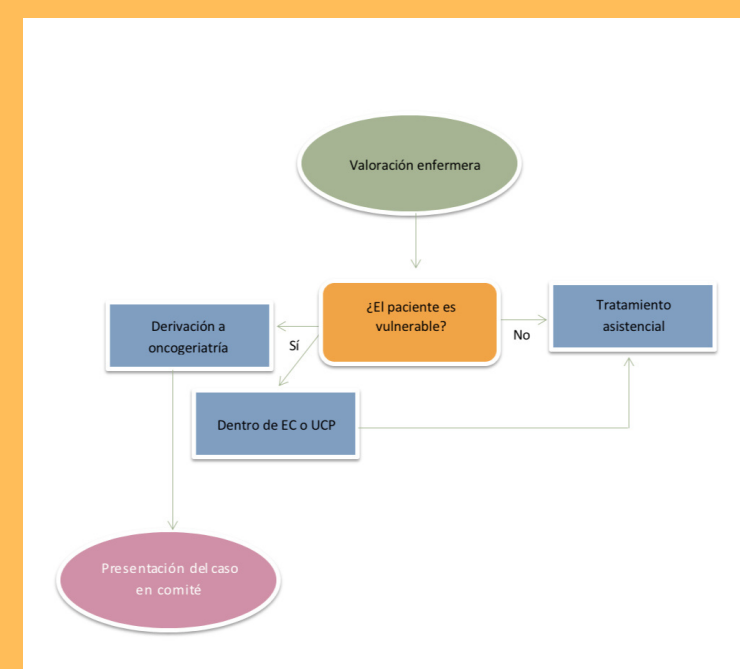 Valoración enfermera
¿El paciente es
vulnerable?
Derivación a
oncogeriatría
Sí
No
Tratamiento
asistencial
Dentro de EC o UCP
Presentación del caso
en comité